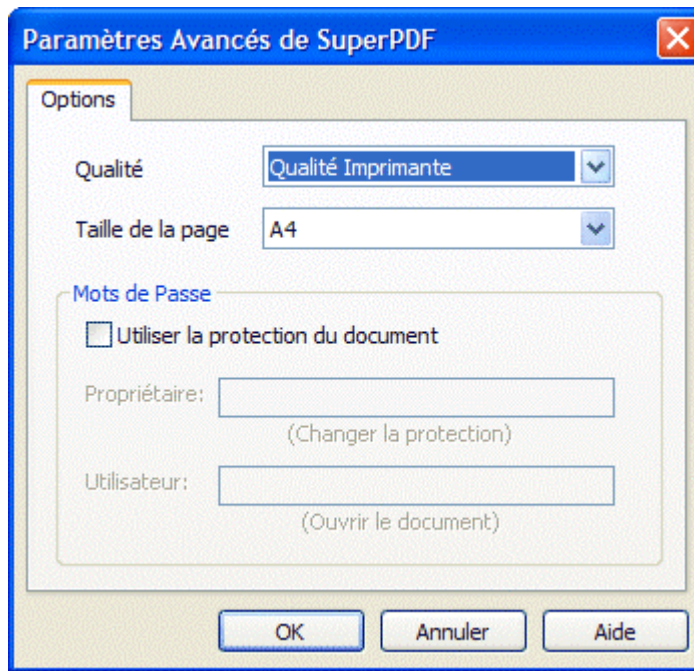 Paramètres Avancés de SuperPDF
Options
Qualité
Qualité Imprimante
Taille de la page
A4
Mots de Passe
Utiliser la protection du document
Propriétaire:
(Changer la protection)
Utilisateur:
(Ouvrir le document)
OK
Annuler
Aide